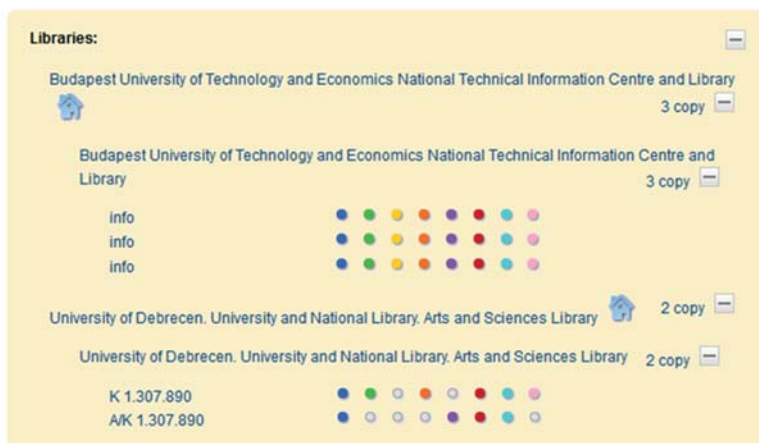 Libraries:
Budapest University of Technology and Economics National Technical Information Centre and Library
3 copy
Budapest University of Technology and Economics National Technical Information Centre and
Library
3 copy
info
info
info
University of Debrecen. University and National Library. Arts and Sciences Library
2 copy
University of Debrecen. University and National Library. Arts and Sciences Library
2 copy
K 1.307.890
A/K 1.307.890